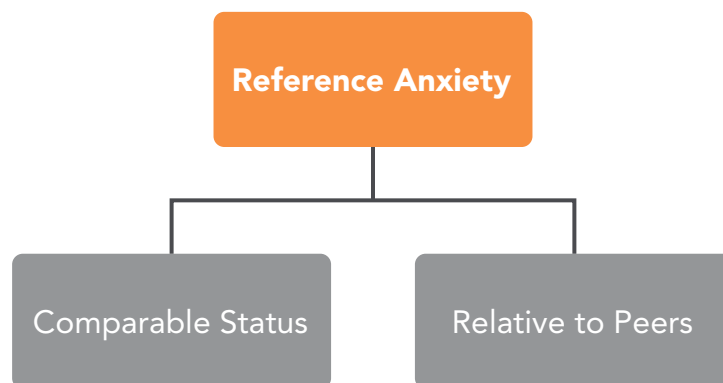 Reference Anxiety
Comparable Status
Relative to Peers